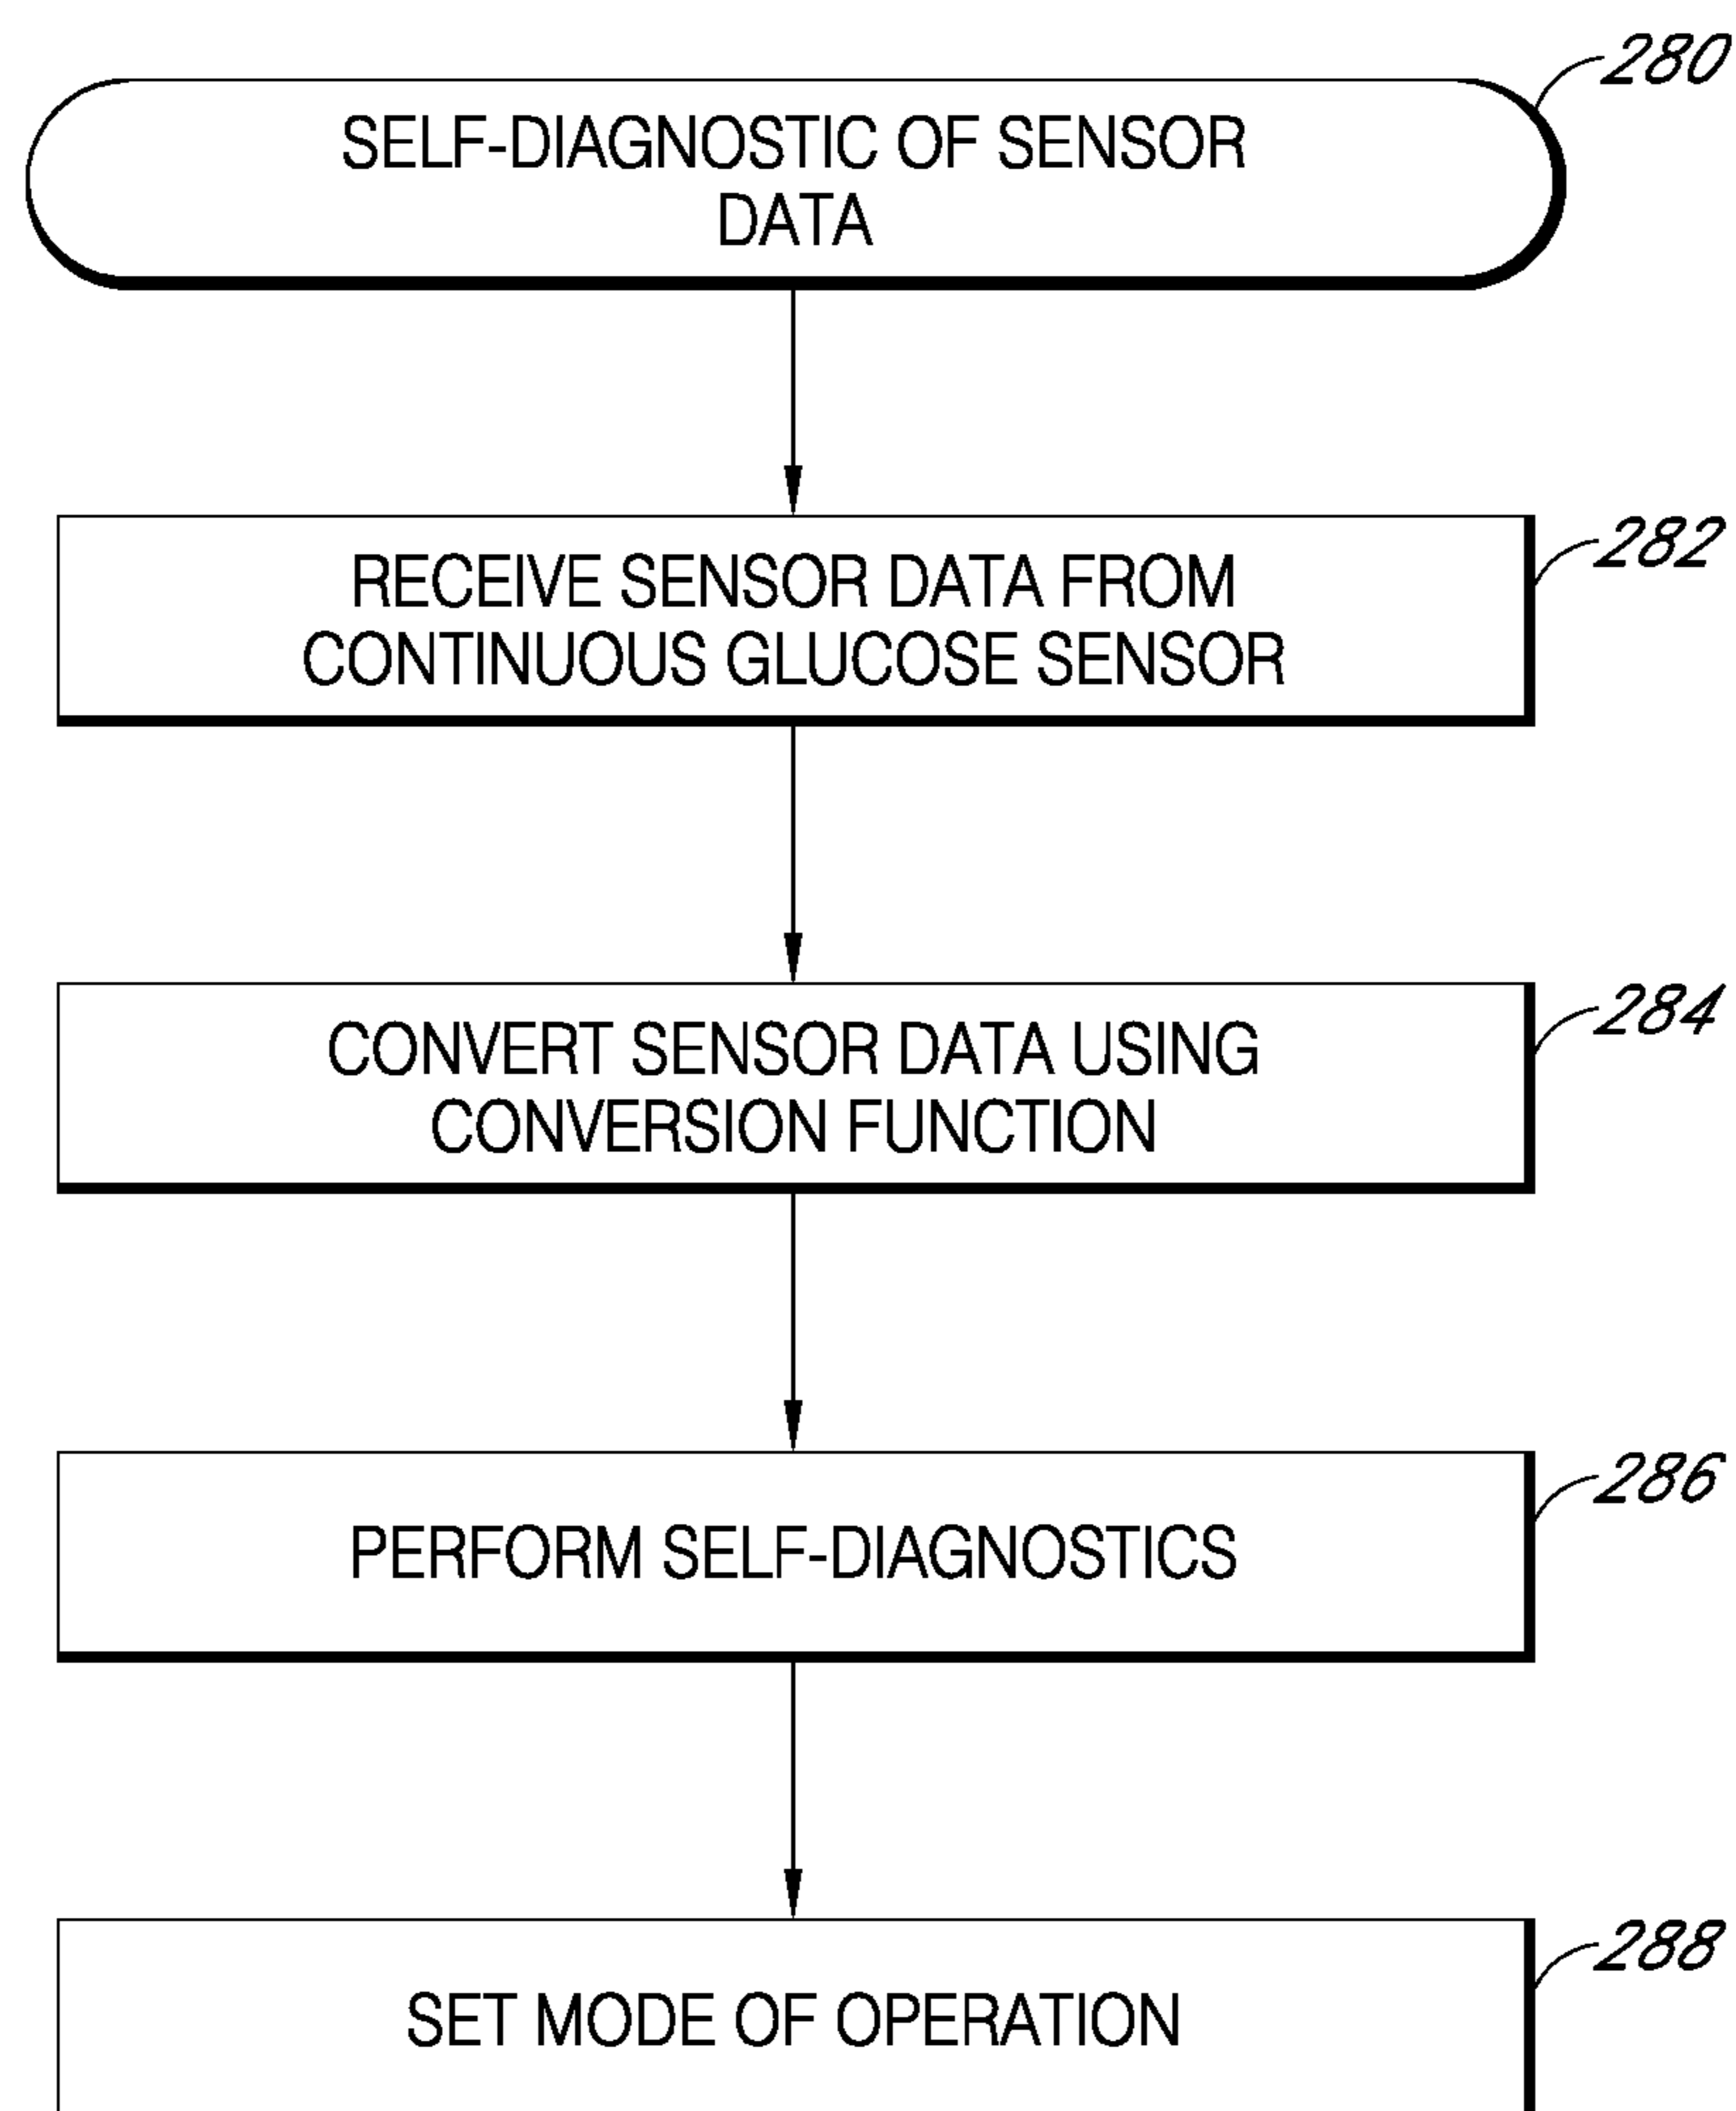 280
SELF-DIAGNOSTIC OF SENSOR
DATA
282
RECEIVE SENSOR DATA FROM
CONTINUOUS GLUCOSE SENSOR
284
CONVERT SENSOR DATA USING
CONVERSION FUNCTION
286
PERFORM SELF-DIAGNOSTICS
288
SET MODE OF OPERATION